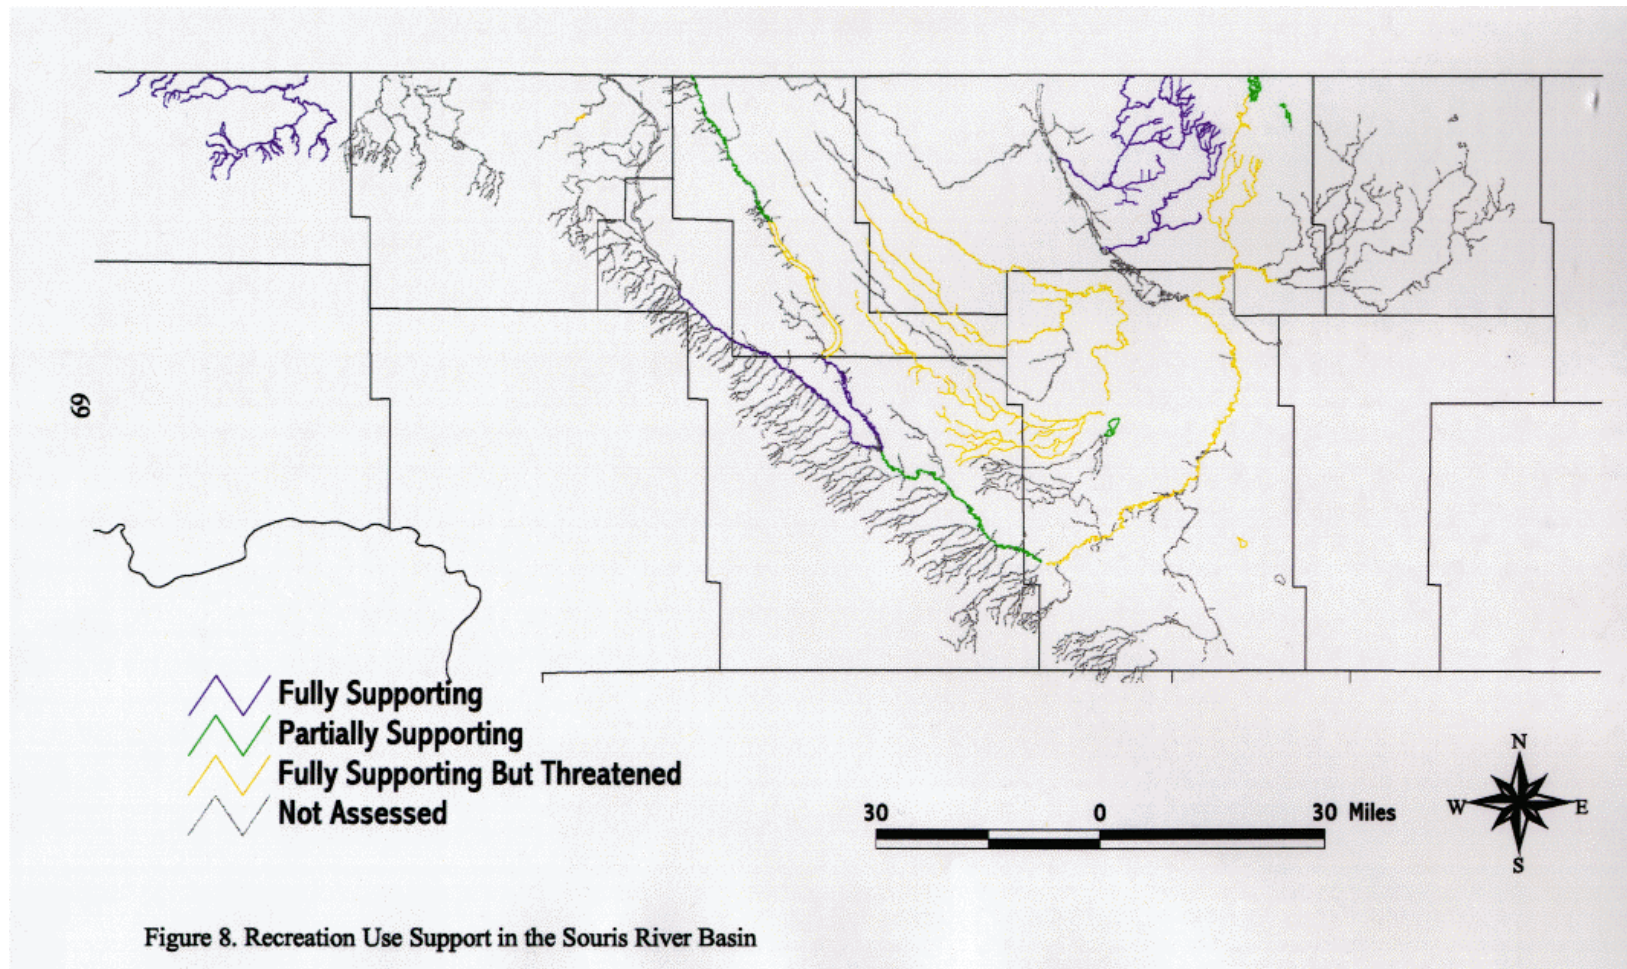 69
Fully Supporting
Partially Supporting
Fully Supporting But Threatened
Not Assessed
30 0 30 Miles
N
W E
S
Figure 8. Recreation Use Support in the Souris River Basin